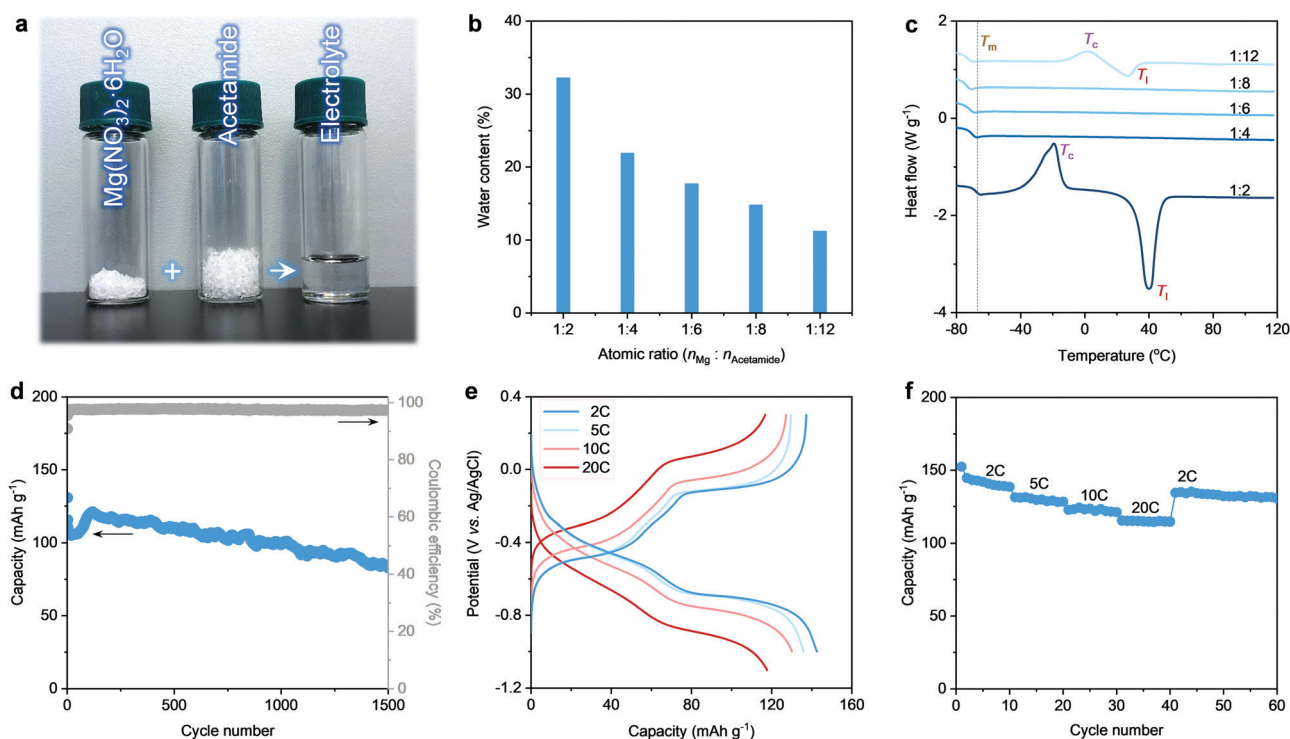 a
Mg(NO₃)₂·6H₂O
Acetamide
Electrolyte
+
→
b
40
30
20
10
0
Water content (%)
1:2 1:4 1:6 1:8 1:12
Atomic ratio (nMg : nAcetamide)
c
2
0
-2
-4
Heat flow (W g⁻¹)
Tm
Tc
Tl
1:12
1:8
1:6
1:4
Tc
1:2
Tl
-80 -40 0 40 80 120
Temperature (°C)
d
200
150
100
50
0
Capacity (mAh g⁻¹)
100
80
60
40
20
0
Coulombic efficiency (%)
0 500 1000 1500
Cycle number
e
0.4
0.0
-0.4
-0.8
-1.2
Potential (V vs. Ag/AgCl)
2C
5C
10C
20C
0 40 80 120 160
Capacity (mAh g⁻¹)
f
200
150
100
50
0
Capacity (mAh g⁻¹)
2C 5C 10C 20C 2C
0 10 20 30 40 50 60
Cycle number